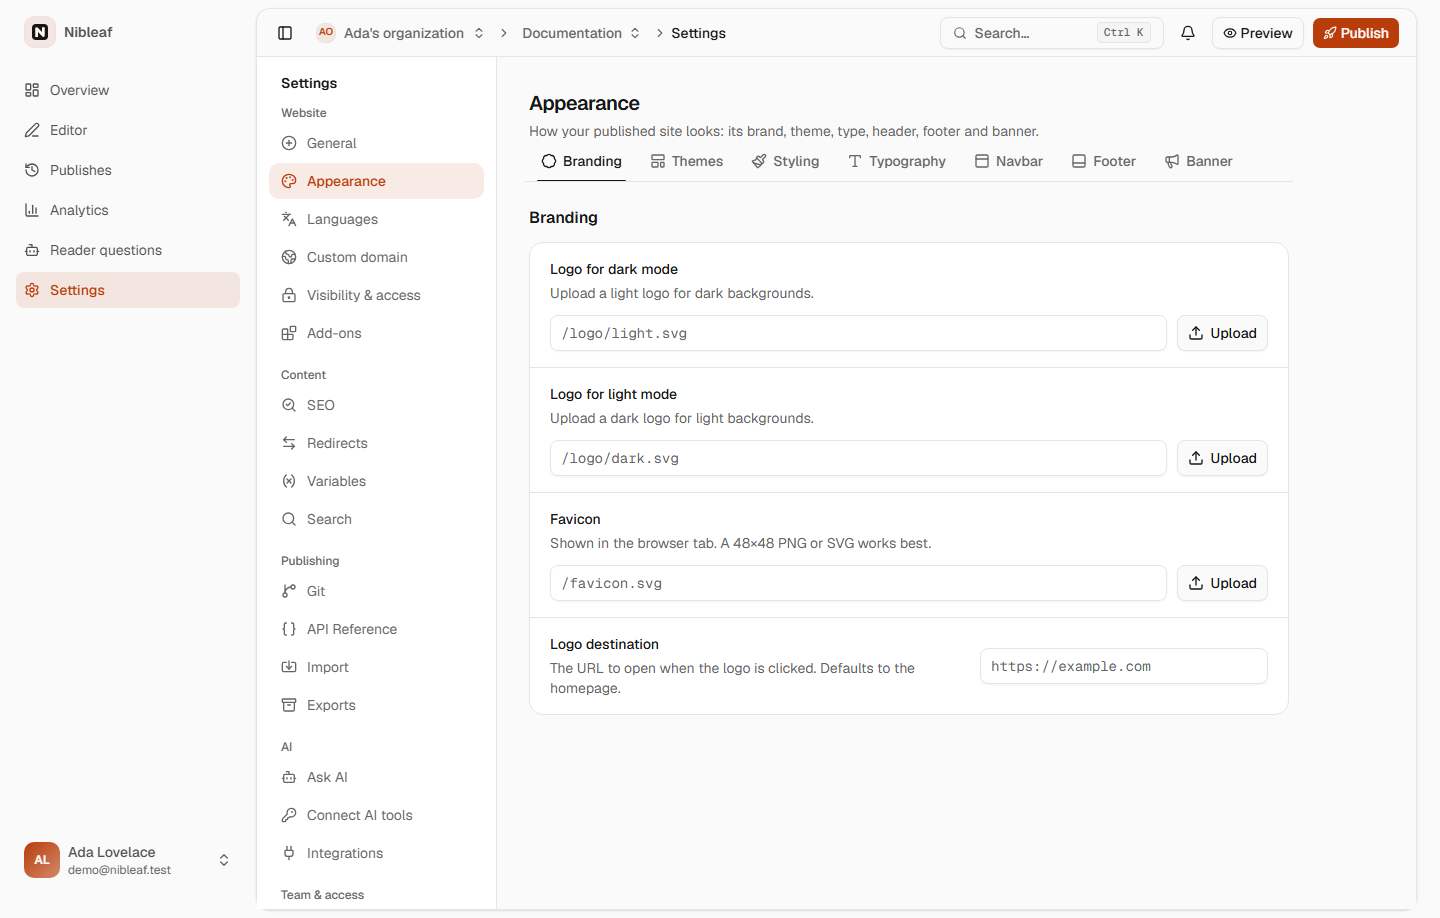 Nibleaf
Overview
Editor
Publishes
Analytics
Reader questions
Settings
AL
Ada Lovelace
demo@nibleaf.test
AO
Ada's organization
Documentation
Settings
Search...
Ctrl K
Preview
Publish
Settings
Website
General
Appearance
Languages
Custom domain
Visibility & access
Add-ons
Content
SEO
Redirects
Variables
Search
Publishing
Git
API Reference
Import
Exports
AI
Ask AI
Connect AI tools
Integrations
Team & access
Appearance
How your published site looks: its brand, theme, type, header, footer and banner.
Branding
Themes
Styling
Typography
Navbar
Footer
Banner
Branding
Logo for dark mode
Upload a light logo for dark backgrounds.
/logo/light.svg
Upload
Logo for light mode
Upload a dark logo for light backgrounds.
/logo/dark.svg
Upload
Favicon
Shown in the browser tab. A 48×48 PNG or SVG works best.
/favicon.svg
Upload
Logo destination
The URL to open when the logo is clicked. Defaults to the
homepage.
https://example.com